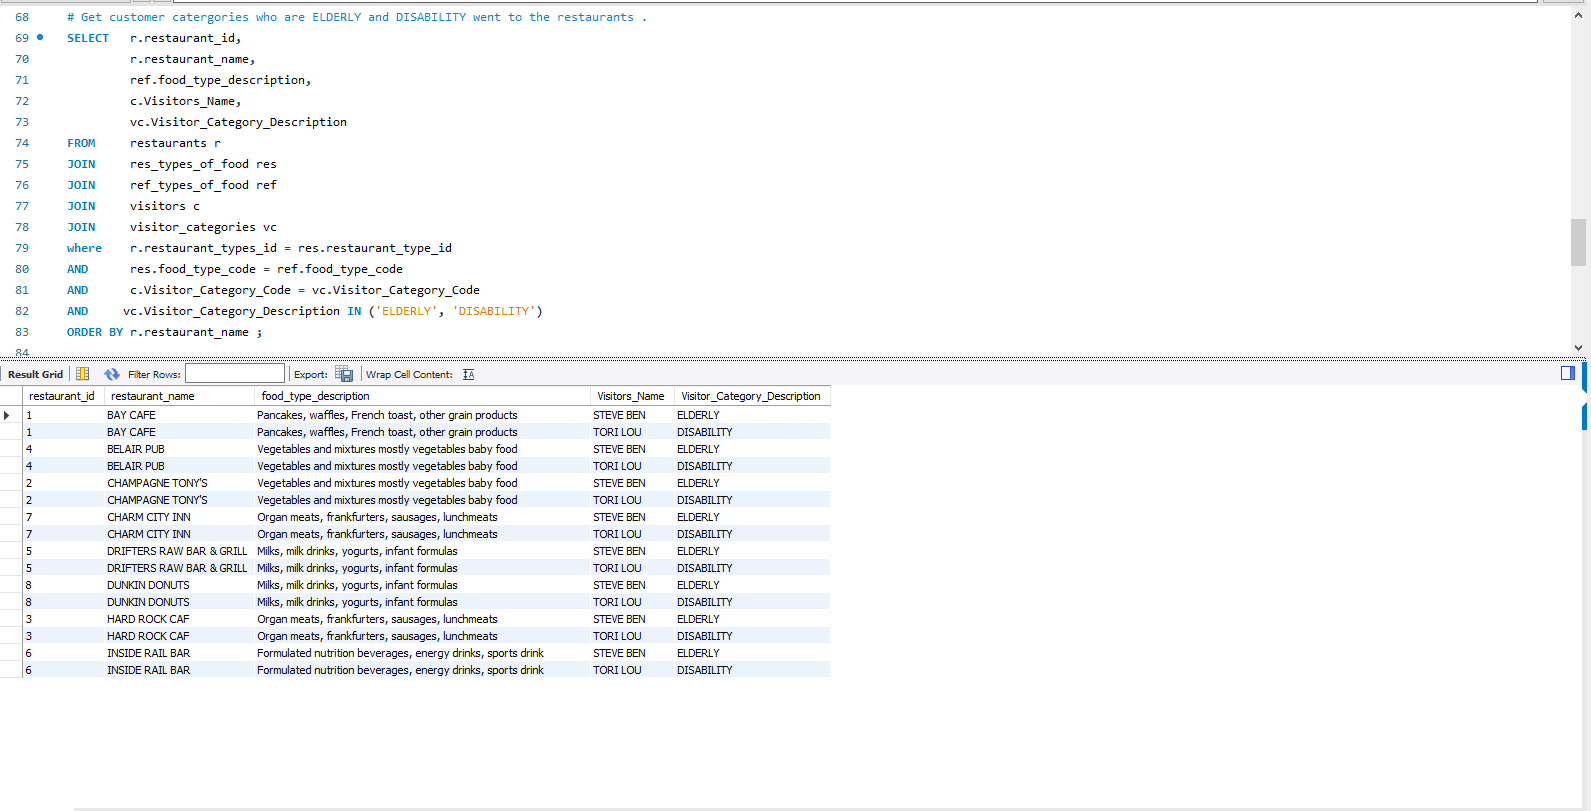 68 # Get customer catergories who are ELDERLY and DISABILITY went to the restaurants .
69 SELECT r.restaurant_id,
70 r.restaurant_name,
71 ref.food_type_description,
72 c.Visitors_Name,
73 vc.Visitor_Category_Description
74 FROM restaurants r
75 JOIN res_types_of_food res
76 JOIN ref_types_of_food ref
77 JOIN visitors c
78 JOIN visitor_categories vc
79 where r.restaurant_types_id = res.restaurant_type_id
80 AND res.food_type_code = ref.food_type_code
81 AND c.Visitor_Category_Code = vc.Visitor_Category_Code
82 AND vc.Visitor_Category_Description IN ('ELDERLY', 'DISABILITY')
83 ORDER BY r.restaurant_name ;
84
Result Grid Filter Rows: Export: Wrap Cell Content:
restaurant_id restaurant_name food_type_description Visitors_Name Visitor_Category_Description
1 BAY CAFE Pancakes, waffles, French toast, other grain products STEVE BEN ELDERLY
1 BAY CAFE Pancakes, waffles, French toast, other grain products TORI LOU DISABILITY
4 BELAIR PUB Vegetables and mixtures mostly vegetables baby food STEVE BEN ELDERLY
4 BELAIR PUB Vegetables and mixtures mostly vegetables baby food TORI LOU DISABILITY
2 CHAMPAGNE TONY'S Vegetables and mixtures mostly vegetables baby food STEVE BEN ELDERLY
2 CHAMPAGNE TONY'S Vegetables and mixtures mostly vegetables baby food TORI LOU DISABILITY
7 CHARM CITY INN Organ meats, frankfurters, sausages, lunchmeats STEVE BEN ELDERLY
7 CHARM CITY INN Organ meats, frankfurters, sausages, lunchmeats TORI LOU DISABILITY
5 DRIFTERS RAW BAR & GRILL Milks, milk drinks, yogurts, infant formulas STEVE BEN ELDERLY
5 DRIFTERS RAW BAR & GRILL Milks, milk drinks, yogurts, infant formulas TORI LOU DISABILITY
8 DUNKIN DONUTS Milks, milk drinks, yogurts, infant formulas STEVE BEN ELDERLY
8 DUNKIN DONUTS Milks, milk drinks, yogurts, infant formulas TORI LOU DISABILITY
3 HARD ROCK CAF Organ meats, frankfurters, sausages, lunchmeats STEVE BEN ELDERLY
3 HARD ROCK CAF Organ meats, frankfurters, sausages, lunchmeats TORI LOU DISABILITY
6 INSIDE RAIL BAR Formulated nutrition beverages, energy drinks, sports drink STEVE BEN ELDERLY
6 INSIDE RAIL BAR Formulated nutrition beverages, energy drinks, sports drink TORI LOU DISABILITY